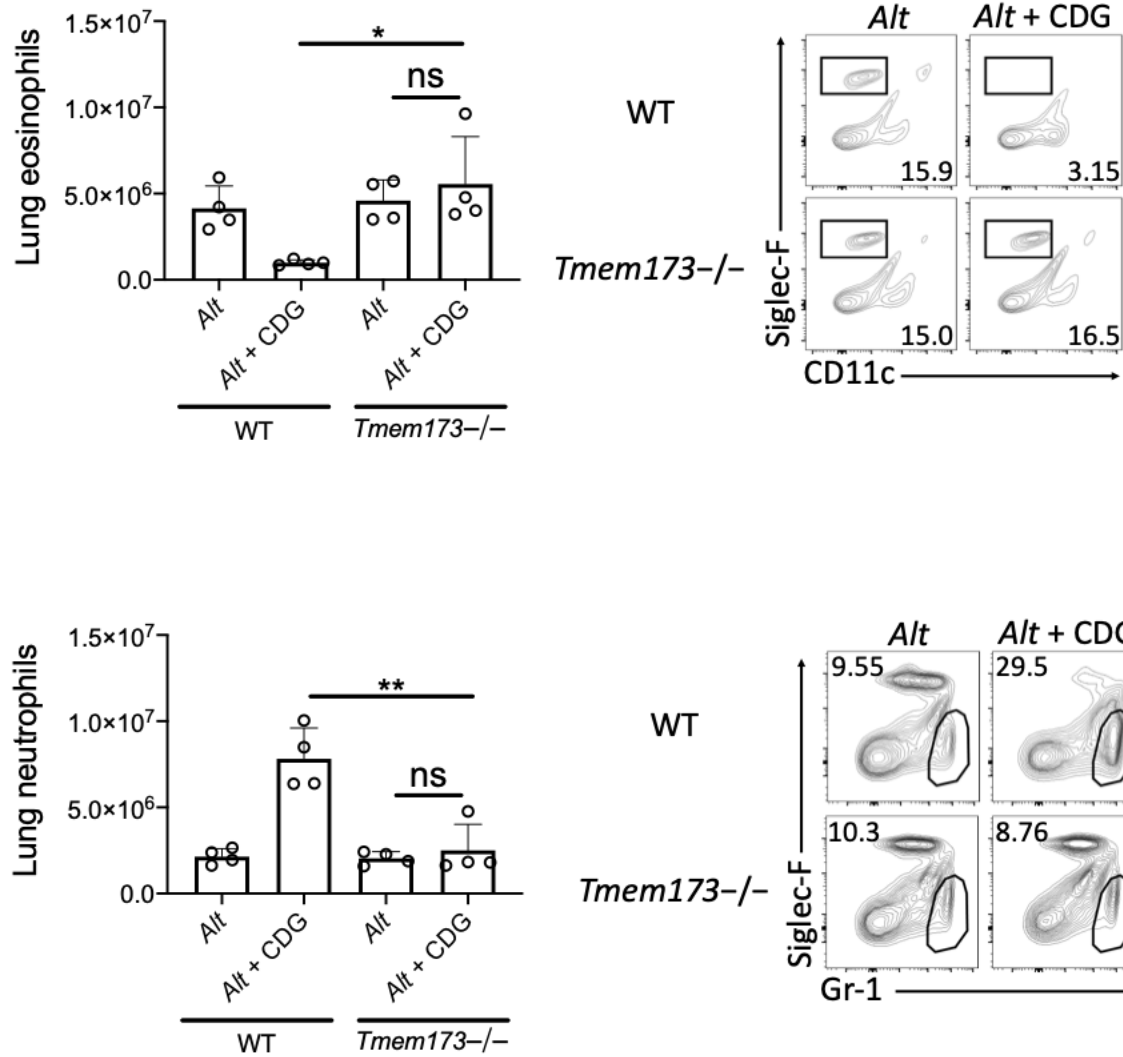 Lung eosinophils
1.5×10⁷
1.0×10⁷
5.0×10⁶
0.0
*
ns
Alt
Alt + CDG
Alt
Alt + CDG
WT
Tmem173−/−
Alt
Alt + CDG
WT
15.9
3.15
Tmem173−/−
15.0
16.5
Siglec-F
CD11c
Lung neutrophils
1.5×10⁷
1.0×10⁷
5.0×10⁶
0.0
**
ns
Alt
Alt + CDG
Alt
Alt + CDG
WT
Tmem173−/−
Alt
Alt + CDG
WT
9.55
29.5
Tmem173−/−
10.3
8.76
Siglec-F
Gr-1